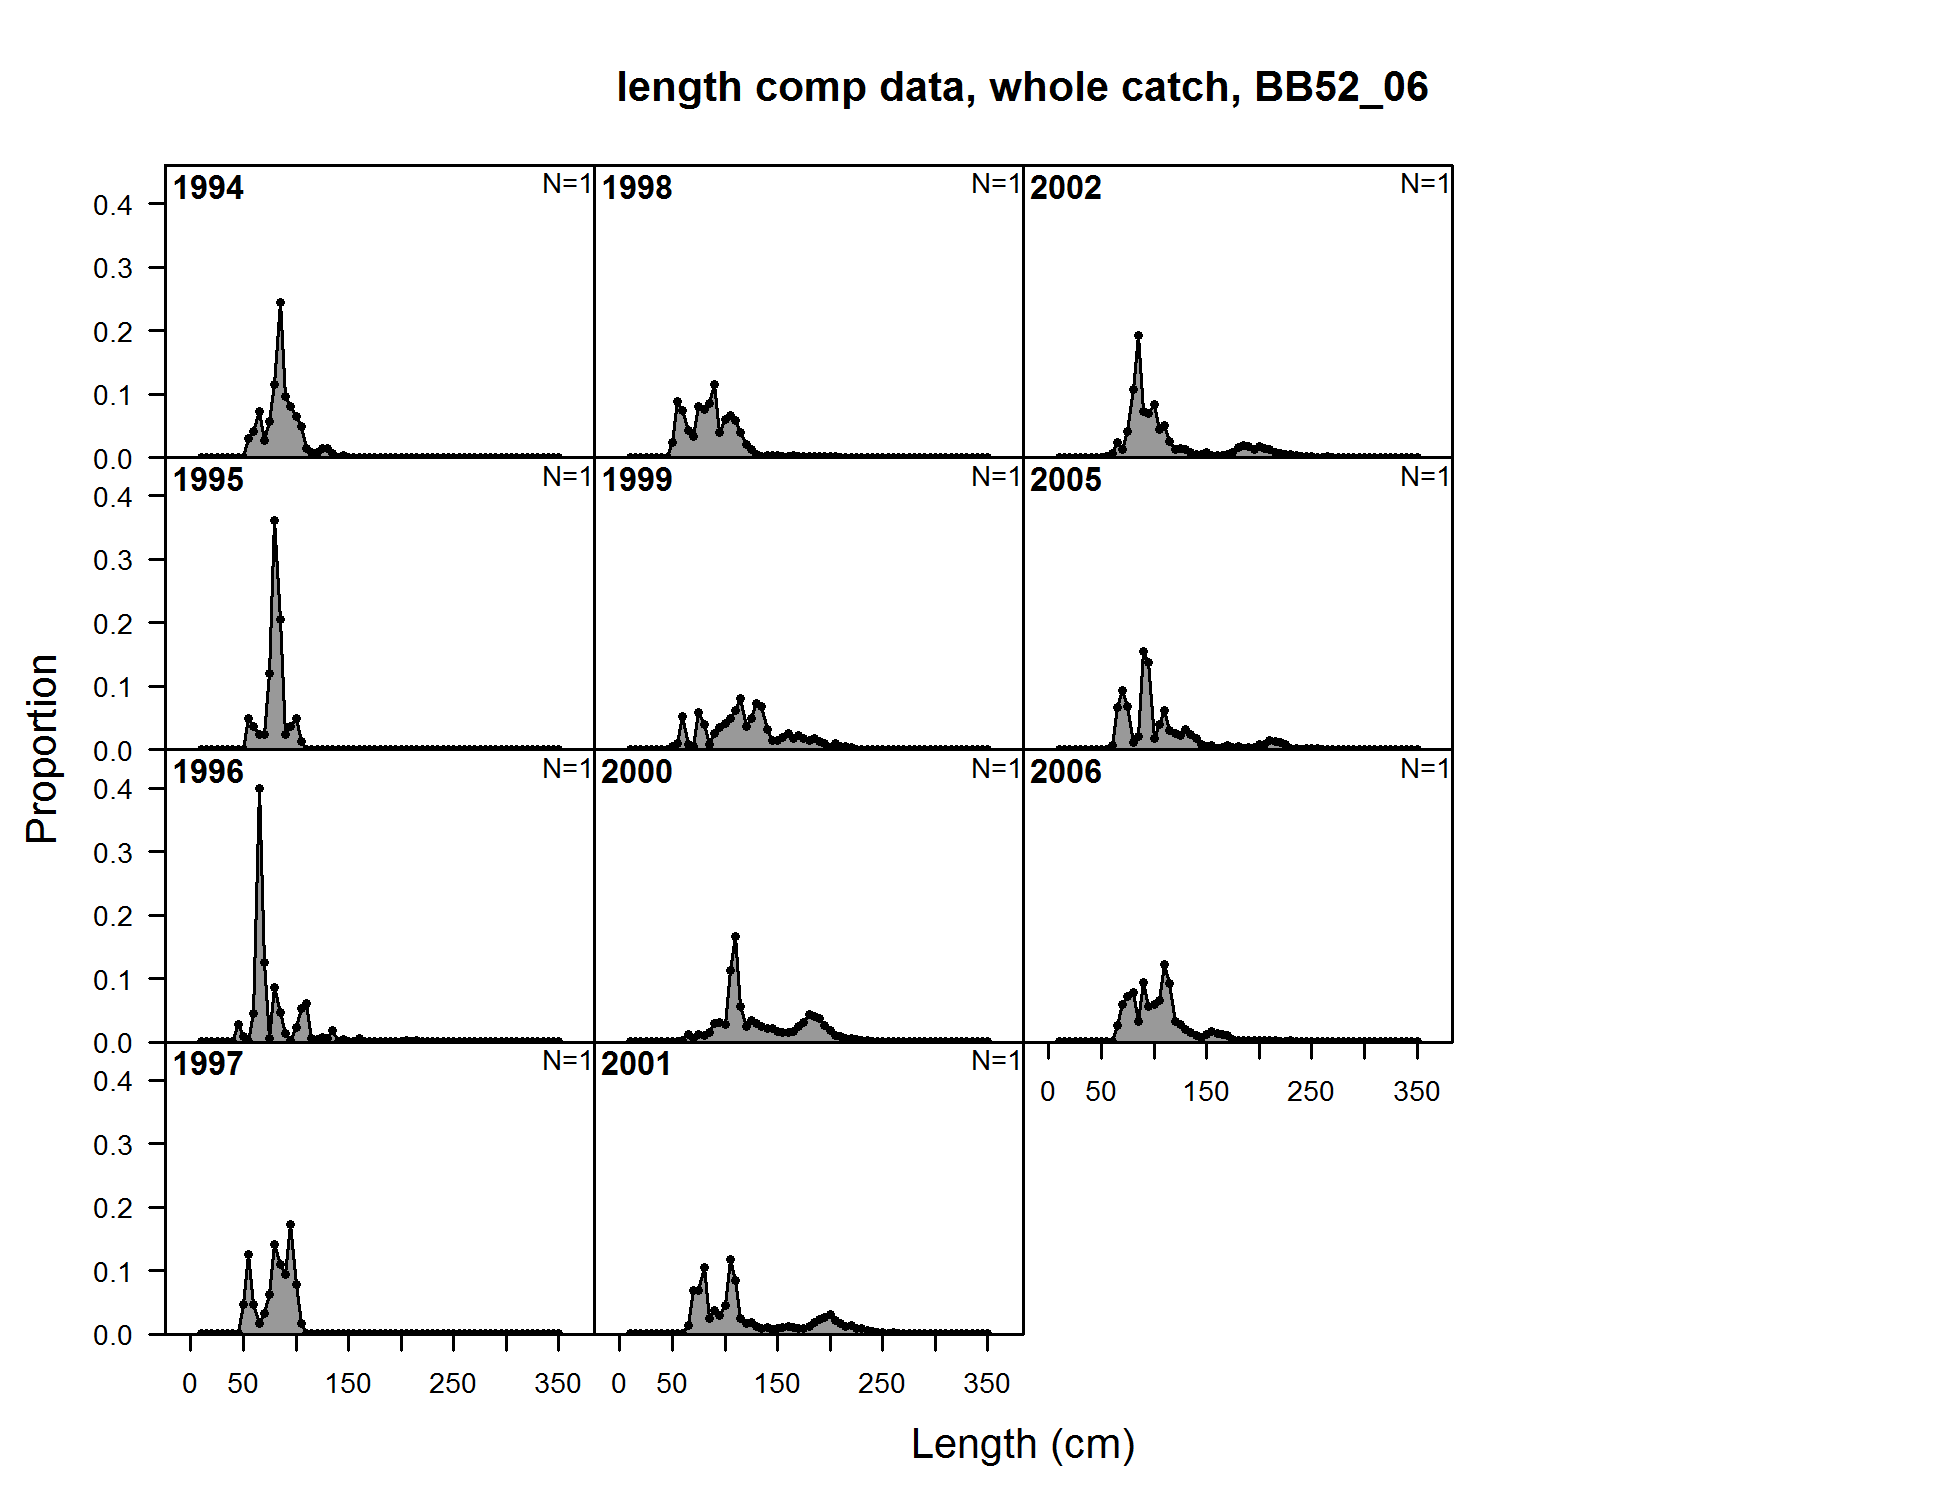 length comp data, whole catch, BB52_06
1994 N=1 1998 N=1 2002 N=1
0.4
0.3
0.2
0.1
0.0
1995 N=1 1999 N=1 2005 N=1
0.4
0.3
0.2
0.1
0.0
1996 N=1 2000 N=1 2006 N=1
0.4
0.3
0.2
0.1
0.0
1997 N=1 2001 N=1
0 50 150 250 350
0.4
0.3
0.2
0.1
0.0
0 50 150 250 350 0 50 150 250 350
Proportion
Length (cm)